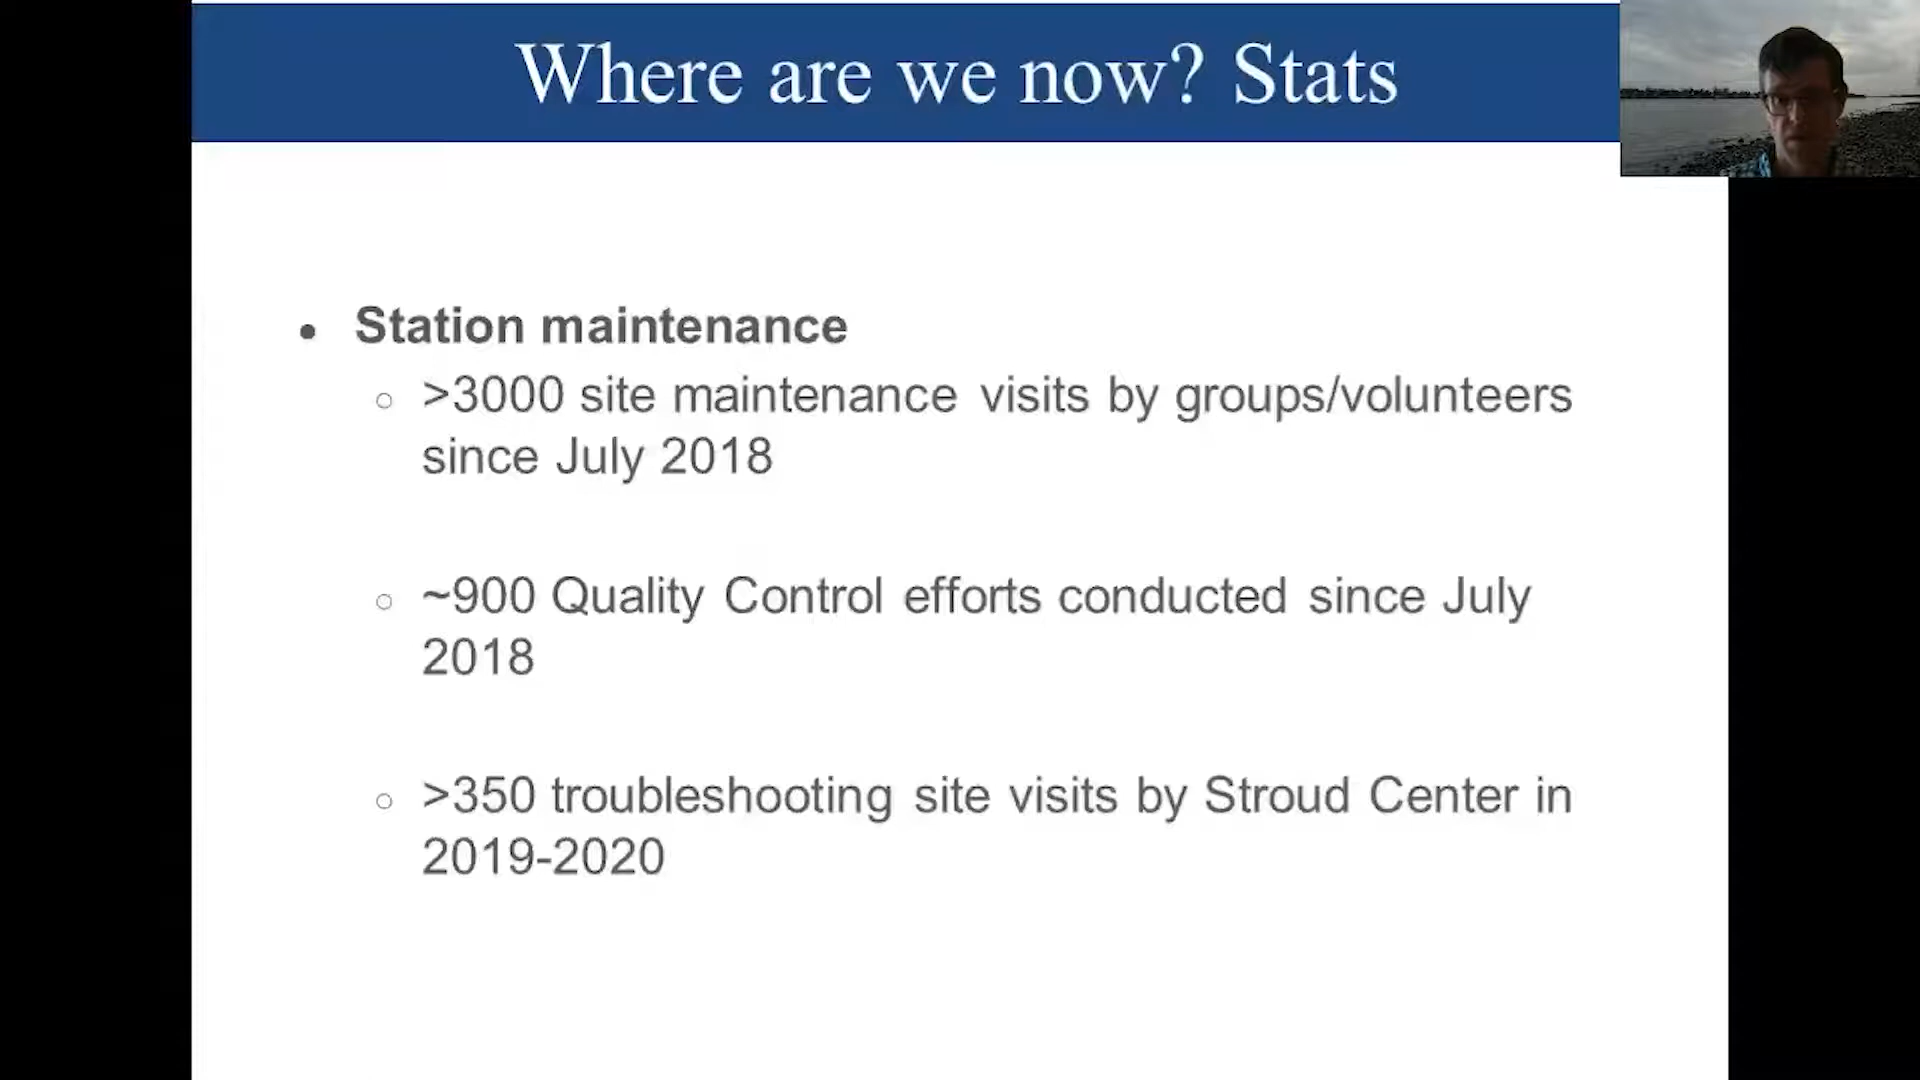 Where are we now? Stats
• Station maintenance
○ >3000 site maintenance visits by groups/volunteers
since July 2018
○ ~900 Quality Control efforts conducted since July
2018
○ >350 troubleshooting site visits by Stroud Center in
2019-2020